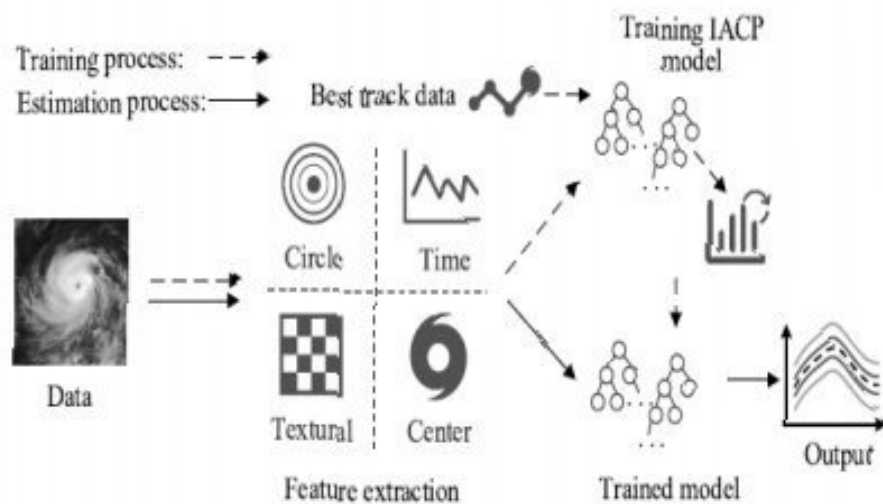 Training process:
Estimation process:
Best track data
Training IACP
model
Circle
Time
Data
Textural
Center
Feature extraction
Trained model
Output